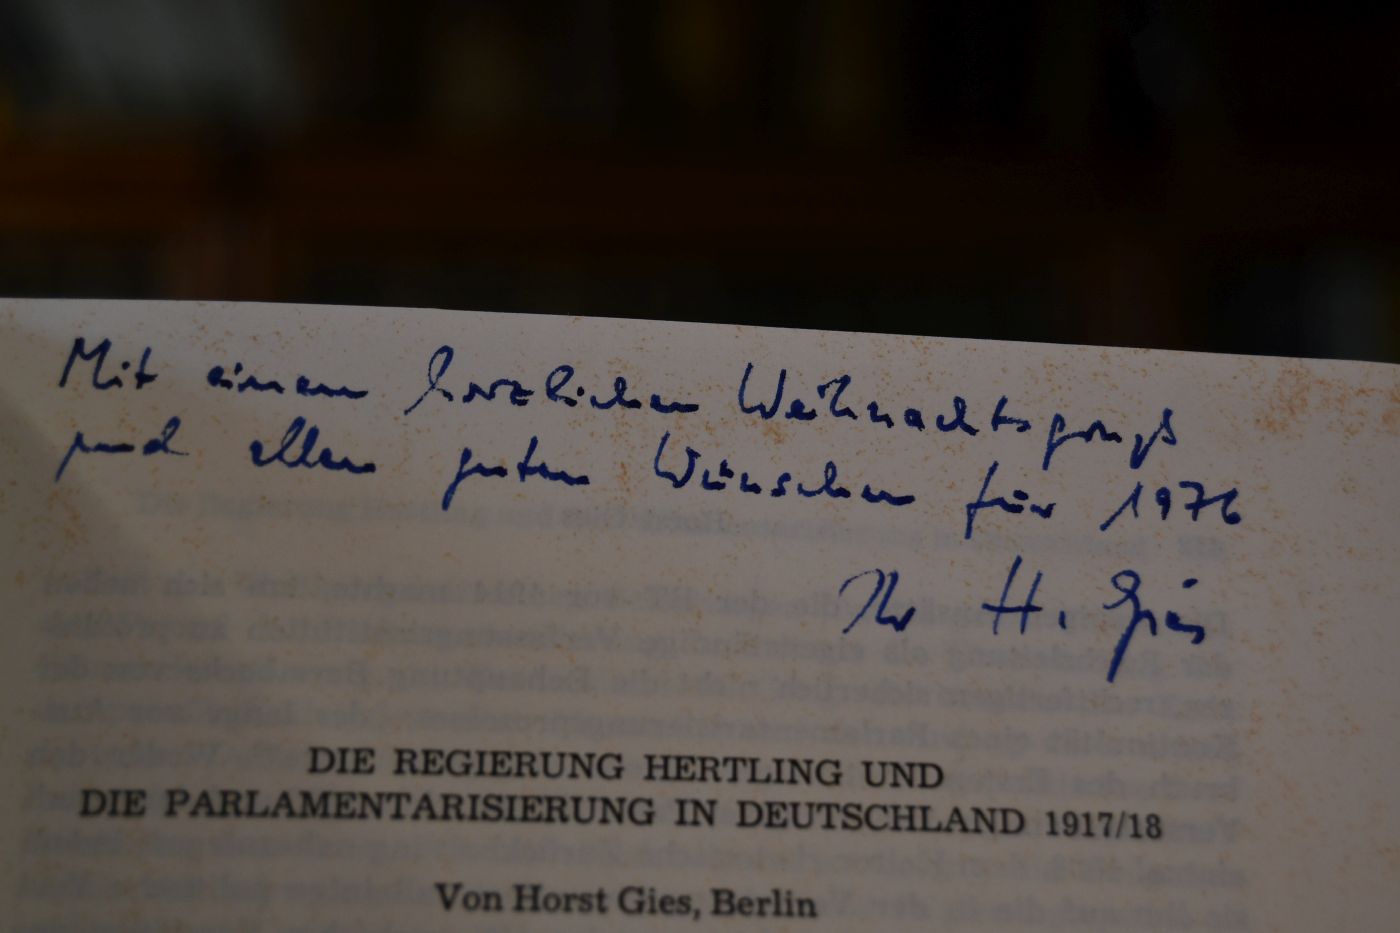 Mit einem herzlichen Weihnachtsgruß
und allen guten Wünschen für 1976
Ihr H. Gies
DIE REGIERUNG HERTLING UND
DIE PARLAMENTARISIERUNG IN DEUTSCHLAND 1917/18
Von Horst Gies, Berlin